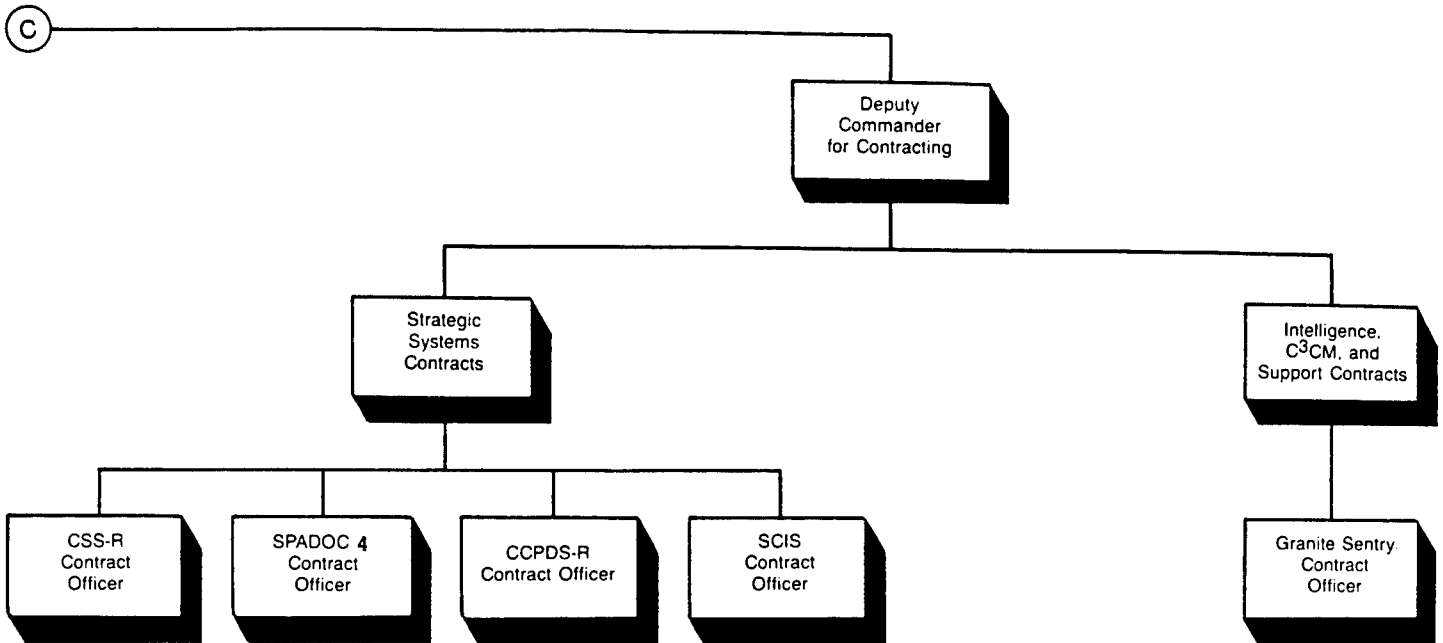 C
Deputy
Commander
for Contracting
Strategic
Systems
Contracts
Intelligence,
C³CM, and
Support Contracts
CSS-R
Contract
Officer
SPADOC 4
Contract
Officer
CCPDS-R
Contract Officer
SCIS
Contract
Officer
Granite Sentry
Contract
Officer